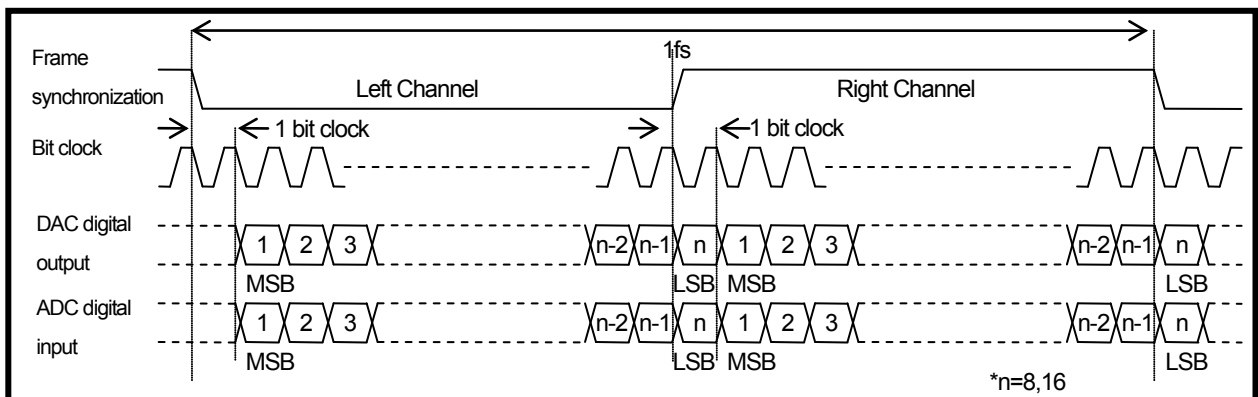 1fs
Frame
synchronization
Left Channel
Right Channel
1 bit clock
1 bit clock
Bit clock
DAC digital
output
1 2 3 n-2 n-1 n 1 2 3 n-2 n-1 n
MSB LSB MSB LSB
ADC digital
input
1 2 3 n-2 n-1 n 1 2 3 n-2 n-1 n
MSB LSB MSB LSB
*n=8,16